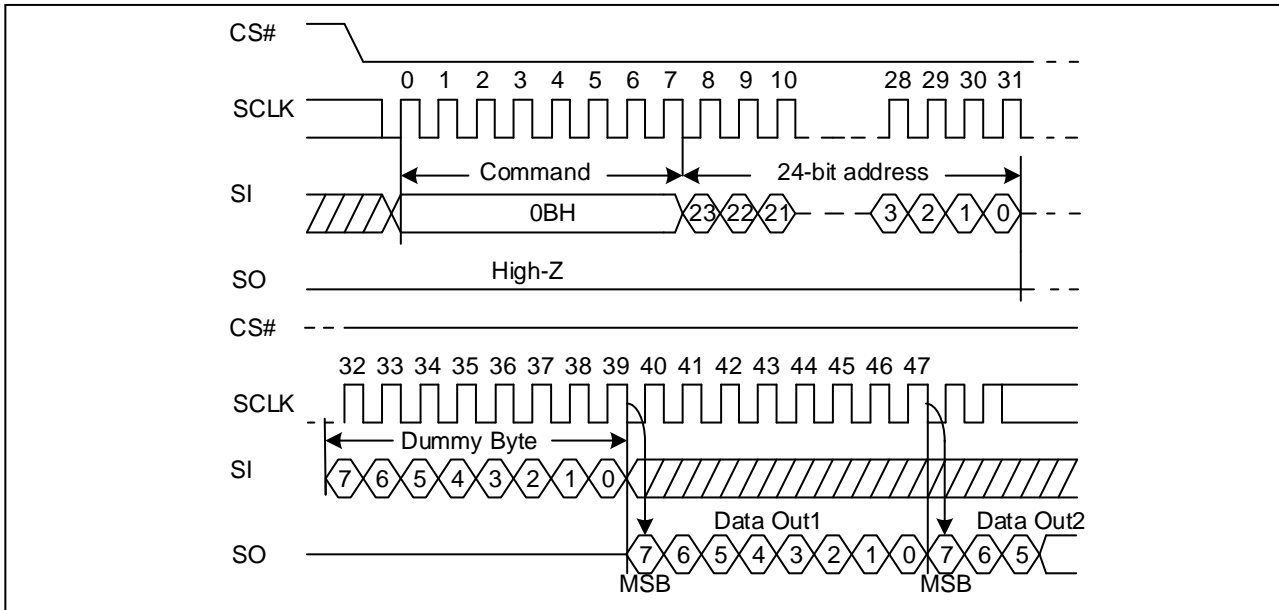 CS#
0 1 2 3 4 5 6 7 8 9 10 28 29 30 31
SCLK
Command 24-bit address
SI
0BH 23 22 21 3 2 1 0
High-Z
SO
CS#
32 33 34 35 36 37 38 39 40 41 42 43 44 45 46 47
SCLK
Dummy Byte
SI
7 6 5 4 3 2 1 0
Data Out1 Data Out2
SO
7 6 5 4 3 2 1 0 7 6 5
MSB MSB